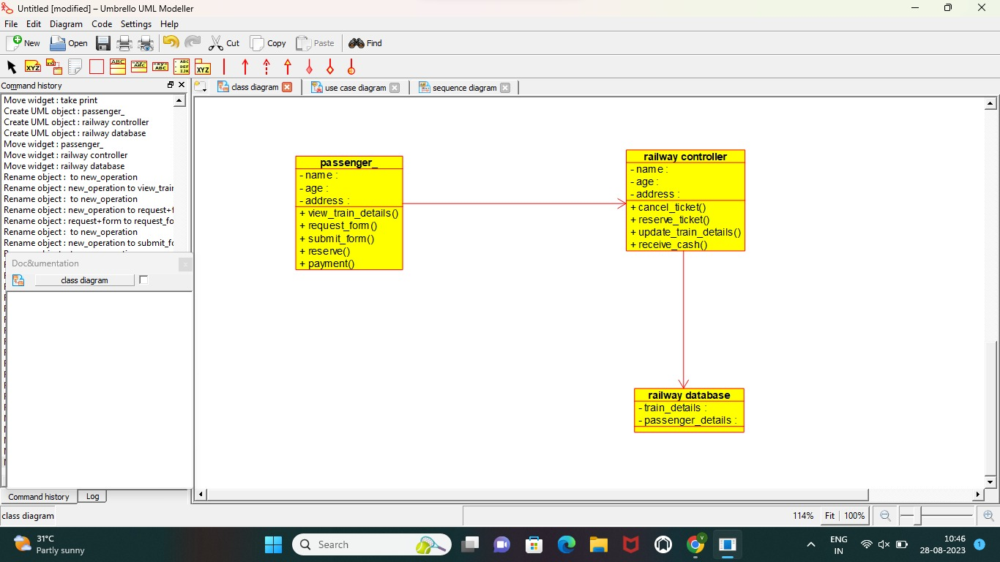 Untitled [modified] – Umbrello UML Modeller
File Edit Diagram Code Settings Help
New Open Cut Copy Paste Find
Command history
class diagram use case diagram sequence diagram
Move widget : take print
Create UML object : passenger_
Create UML object : railway controller
Create UML object : railway database
Move widget : passenger_
Move widget : railway controller
Move widget : railway database
Rename object : to new_operation
Rename object : new_operation to view_trair
Rename object : to new_operation
Rename object : new_operation to request+f
Rename object : request+form to request_fo
Rename object : to new_operation
Rename object : new_operation to submit_fo
Doc&umentation
class diagram
Command history Log
passenger_
- name :
- age :
- address :
+ view_train_details()
+ request_form()
+ submit_form()
+ reserve()
+ payment()
railway controller
- name :
- age :
- address :
+ cancel_ticket()
+ reserve_ticket()
+ update_train_details()
+ receive_cash()
railway database
- train_details :
- passenger_details :
class diagram
114% Fit 100%
31°C
Partly sunny
Search
ENG
IN
10:46
28-08-2023
1